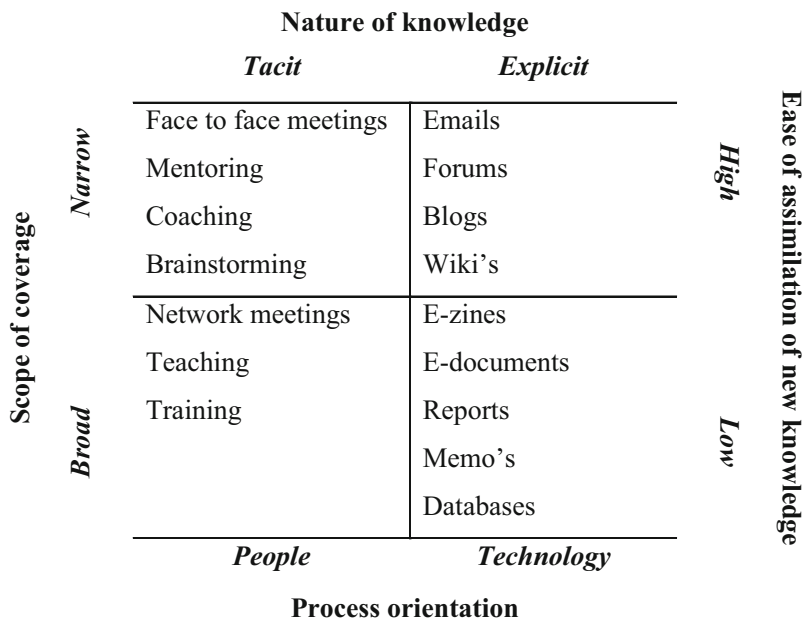 Nature of knowledge
Tacit Explicit
Face to face meetings Emails
Mentoring Forums
Coaching Blogs
Brainstorming Wiki's
Network meetings E-zines
Teaching E-documents
Training Reports
Memo's
Databases
Scope of coverage
Narrow
Broad
High
Low
Ease of assimilation of new knowledge
People Technology
Process orientation